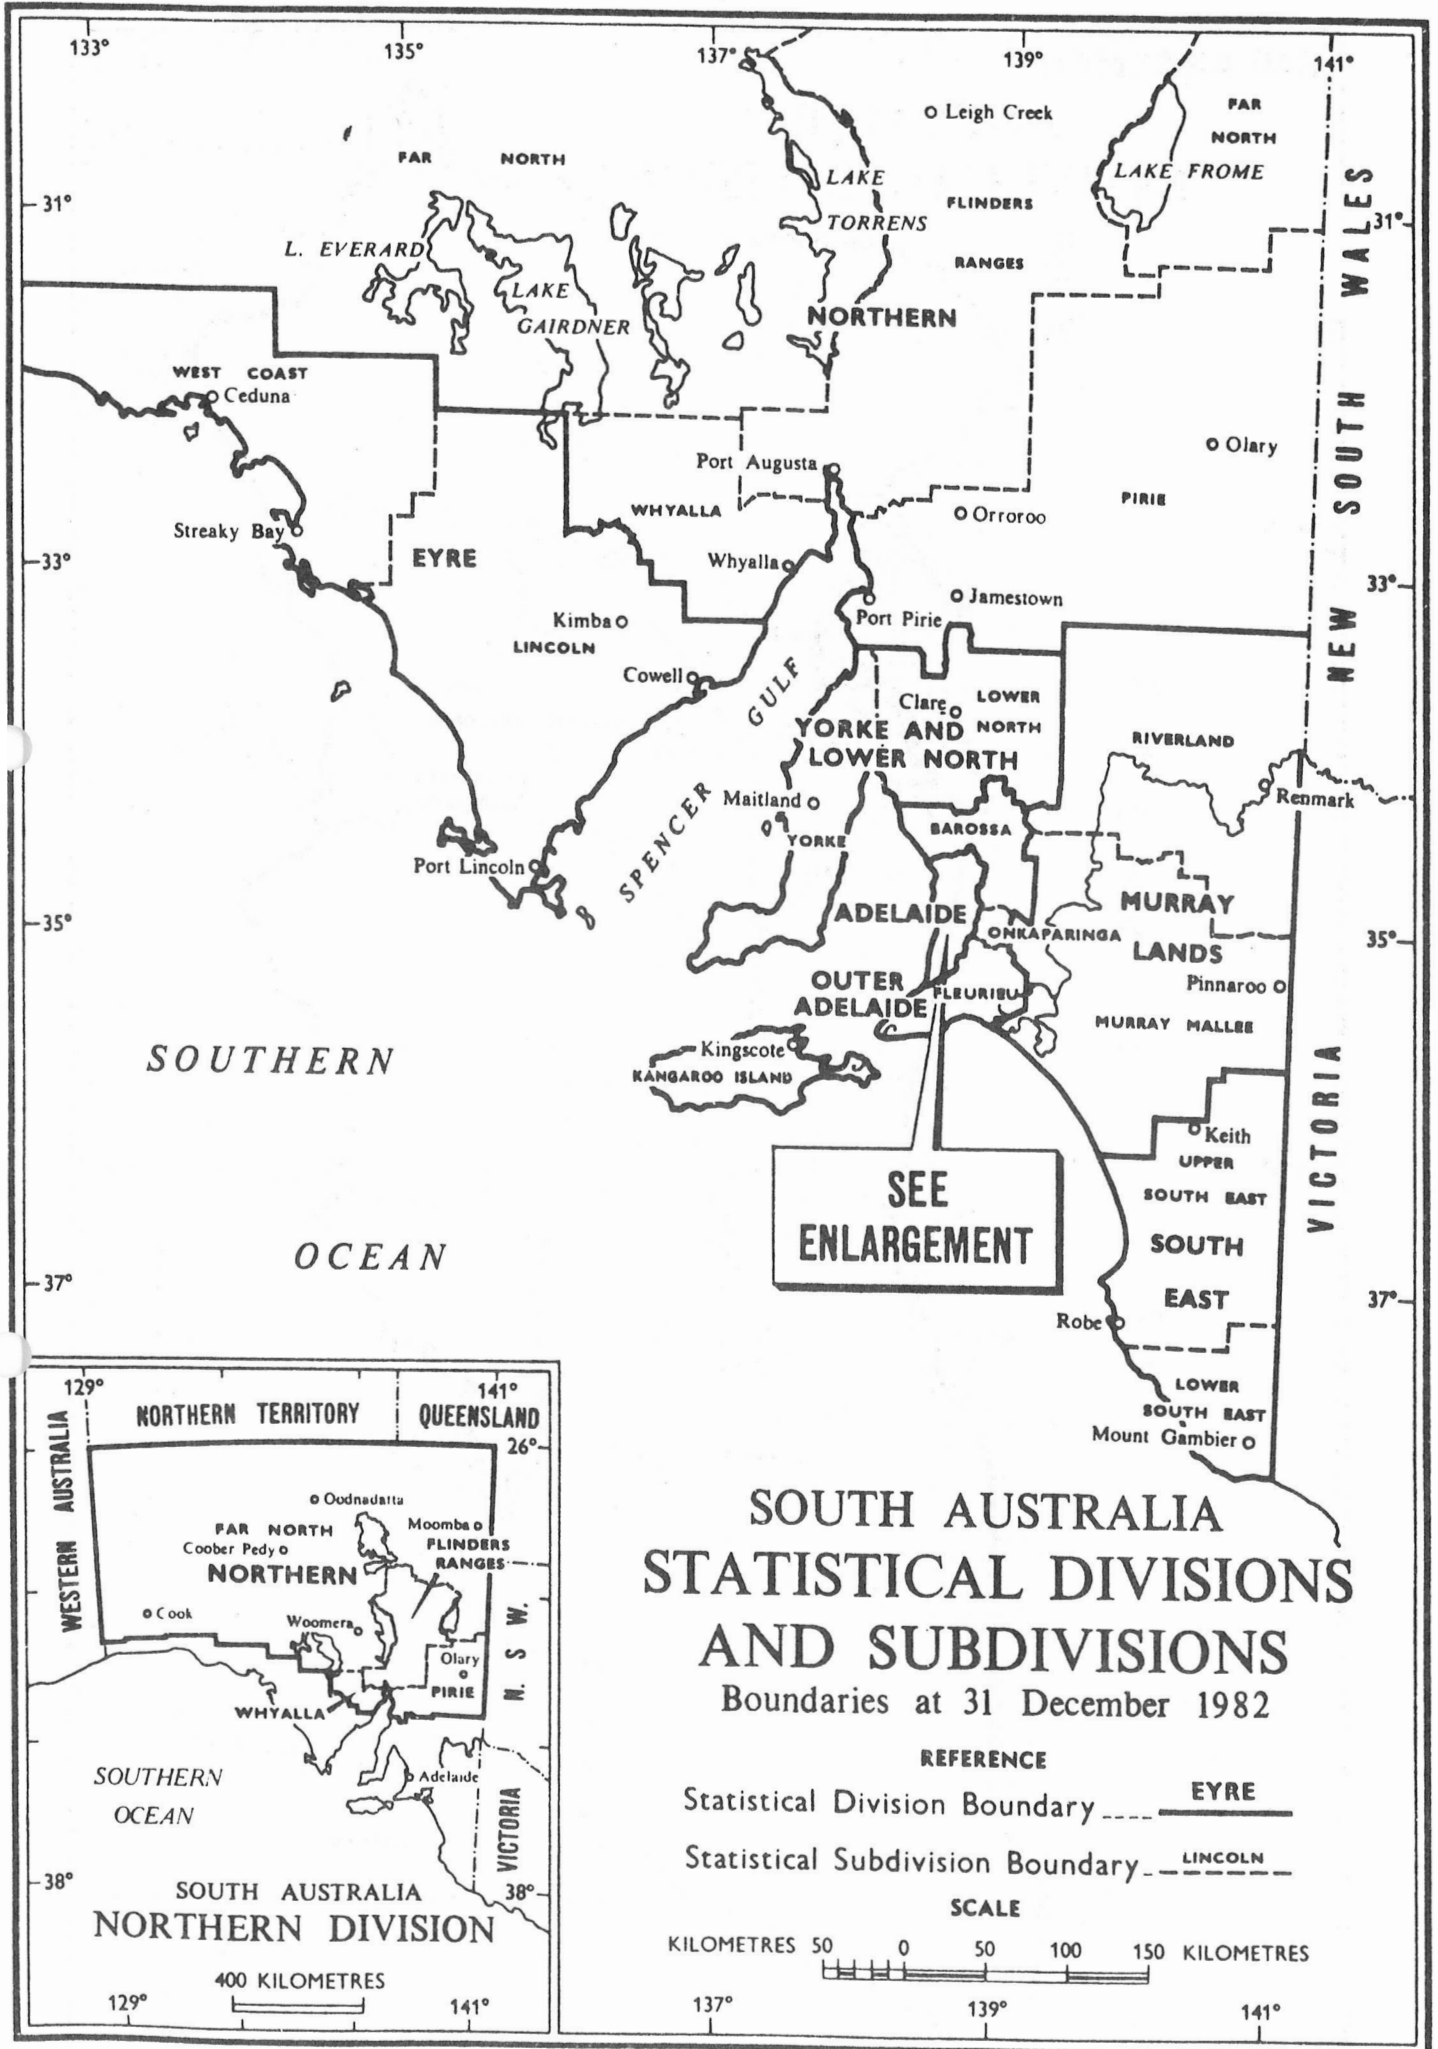 133°
135°
137°
139°
141°
Leigh Creek
FAR
NORTH
FAR NORTH
LAKE FROME
LAKE
TORRENS
FLINDERS
RANGES
31°
31°
L. EVERARD
LAKE
GAIRDNER
NORTHERN
NEW SOUTH WALES
WEST COAST
Ceduna
Port Augusta
Olary
WHYALLA
PIRIE
Orroroo
Streaky Bay
EYRE
33°
Whyalla
33°
Jamestown
Kimba
Port Pirie
LINCOLN
Cowell
SPENCER GULF
Clare
LOWER
NORTH
YORKE AND
LOWER NORTH
RIVERLAND
Maitland
Renmark
YORKE
BAROSSA
Port Lincoln
ADELAIDE
MURRAY
LANDS
35°
ONKAPARINGA
35°
OUTER
ADELAIDE
FLEURIEU
Pinnaroo
MURRAY MALLEE
Kingscote
KANGAROO ISLAND
SOUTHERN
OCEAN
VICTORIA
Keith
UPPER
SOUTH EAST
SEE
ENLARGEMENT
SOUTH
EAST
37°
37°
Robe
LOWER
SOUTH EAST
Mount Gambier
129°
141°
NORTHERN TERRITORY
QUEENSLAND
26°
WESTERN AUSTRALIA
Oodnadatta
FAR NORTH
Moomba
Coober Pedy
FLINDERS
RANGES
NORTHERN
Cook
Woomera
N. S. W.
Olary
PIRIE
WHYALLA
SOUTHERN
OCEAN
Adelaide
VICTORIA
38°
38°
SOUTH AUSTRALIA
NORTHERN DIVISION
400 KILOMETRES
129°
141°
SOUTH AUSTRALIA
STATISTICAL DIVISIONS
AND SUBDIVISIONS
Boundaries at 31 December 1982
REFERENCE
Statistical Division Boundary EYRE
Statistical Subdivision Boundary LINCOLN
SCALE
KILOMETRES 50 0 50 100 150 KILOMETRES
137°
139°
141°